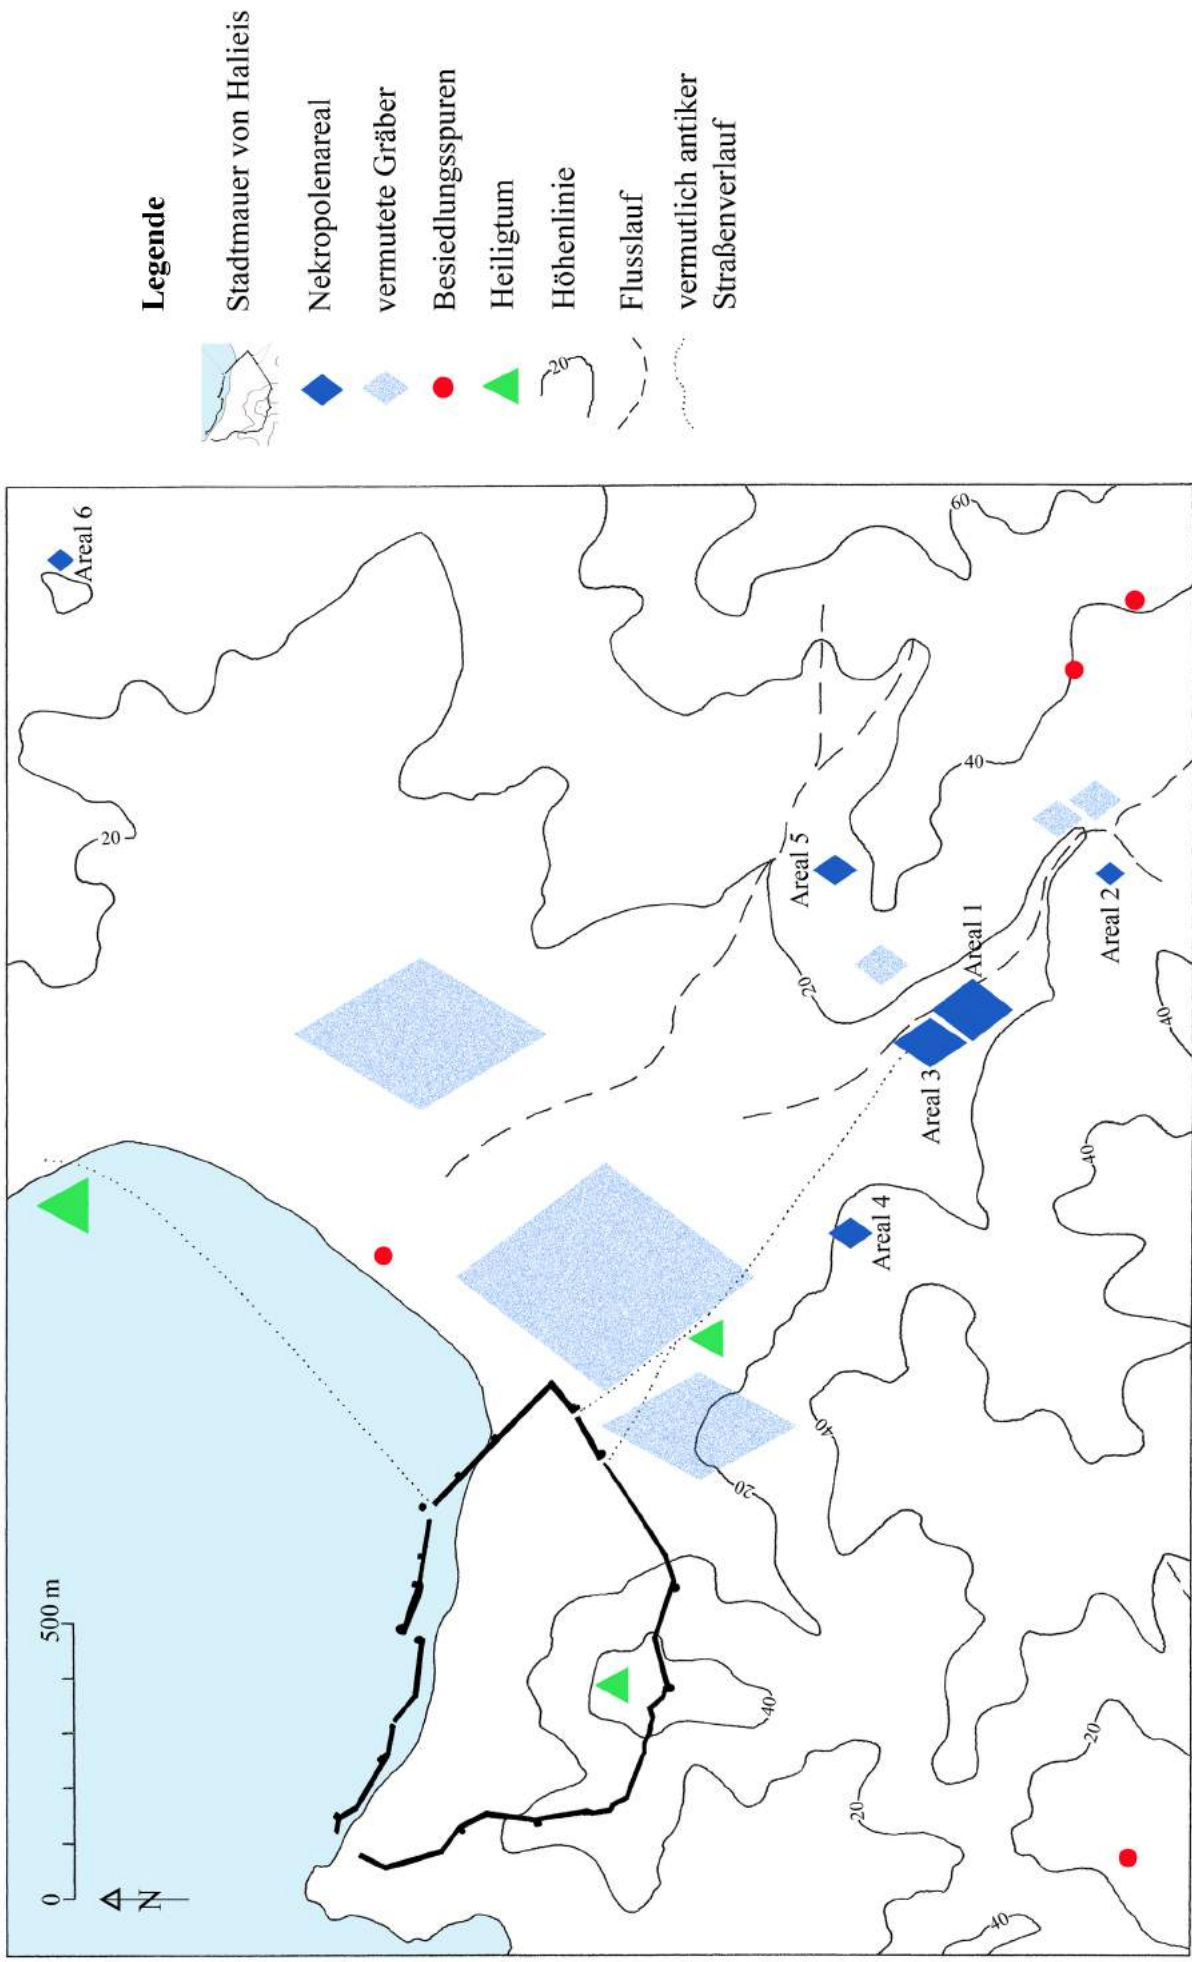 0
500 m
N
Areal 6
20
60
Areal 5
40
20
Areal 1
Areal 2
Areal 3
Areal 4
40
40
40
20
40
20
20
40
Legende
Stadtmauer von Halieis
Nekropolenareal
vermutete Gräber
Besiedlungsspuren
Heiligtum
20
Höhenlinie
Flusslauf
vermutlich antiker
Straßenverlauf